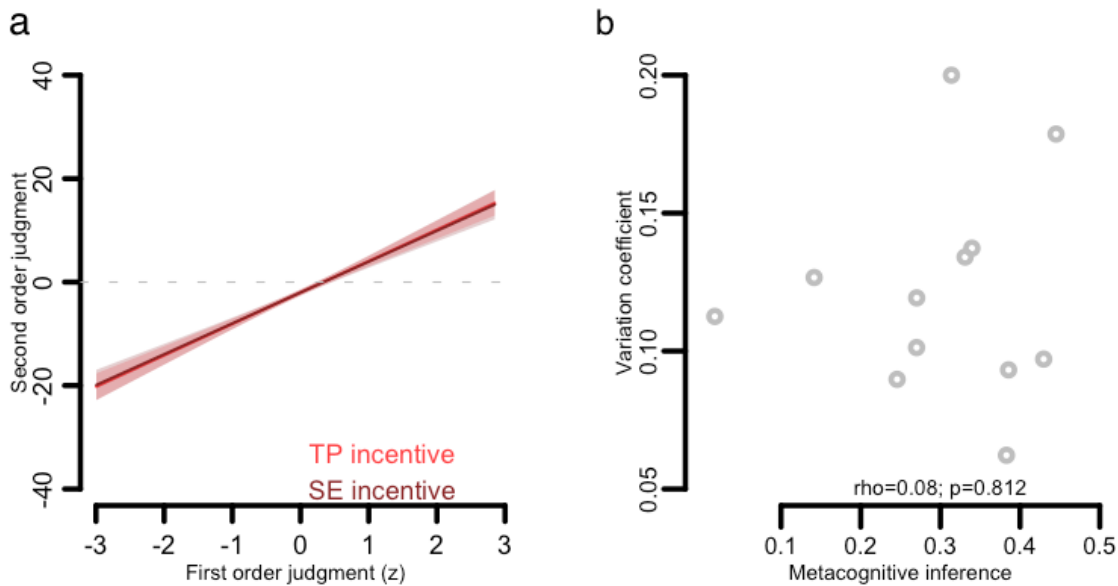 a
Second order judgment
40
20
0
-20
-40
TP incentive
SE incentive
-3 -2 -1 0 1 2 3
First order judgment (z)
b
Variation coefficient
0.20
0.15
0.10
0.05
rho=0.08; p=0.812
0.1 0.2 0.3 0.4 0.5
Metacognitive inference